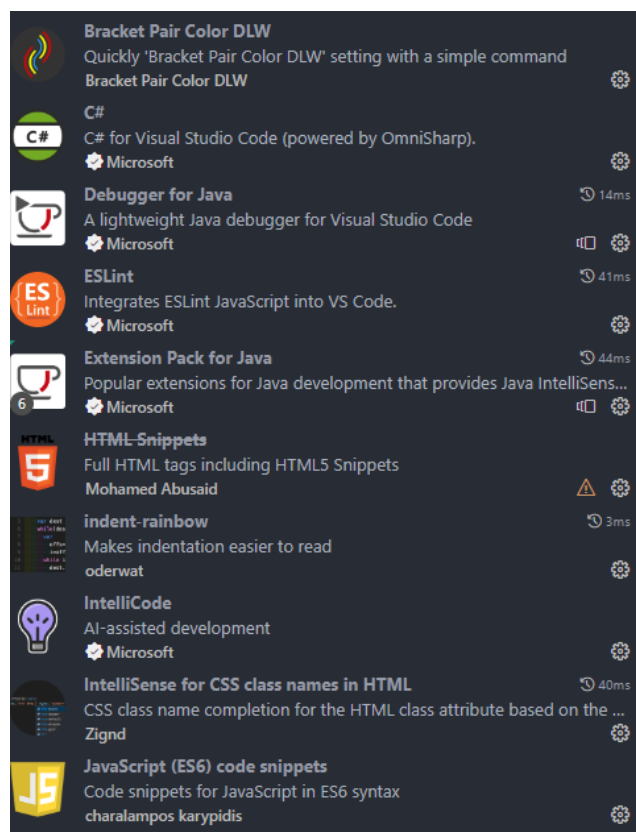 Bracket Pair Color DLW
Quickly 'Bracket Pair Color DLW' setting with a simple command
Bracket Pair Color DLW
C#
C#
C# for Visual Studio Code (powered by OmniSharp).
Microsoft
Debugger for Java 14ms
A lightweight Java debugger for Visual Studio Code
Microsoft
ESLint 41ms
{ES}
Lint
Integrates ESLint JavaScript into VS Code.
Microsoft
Extension Pack for Java 44ms
Popular extensions for Java development that provides Java IntelliSens...
6 Microsoft
HTML HTML Snippets
5
Full HTML tags including HTML5 Snippets
Mohamed Abusaid
indent-rainbow 3ms
Makes indentation easier to read
oderwat
IntelliCode
AI-assisted development
Microsoft
IntelliSense for CSS class names in HTML 40ms
CSS class name completion for the HTML class attribute based on the ...
Zignd
JavaScript (ES6) code snippets
JS
Code snippets for JavaScript in ES6 syntax
charalampos karypidis